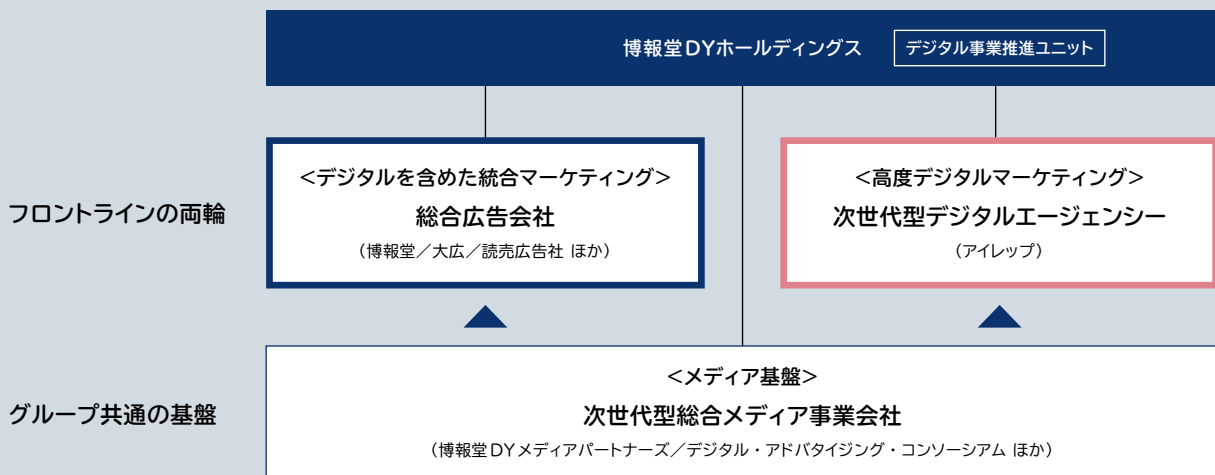 博報堂DYホールディングス
デジタル事業推進ユニット
フロントラインの両輪
<デジタルを含めた統合マーケティング>
総合広告会社
(博報堂/大広/読売広告社 ほか)
<高度デジタルマーケティング>
次世代型デジタルエージェンシー
(アイレップ)
グループ共通の基盤
<メディア基盤>
次世代型総合メディア事業会社
(博報堂DYメディアパートナーズ/デジタル・アドバタイジング・コンソーシアム ほか)